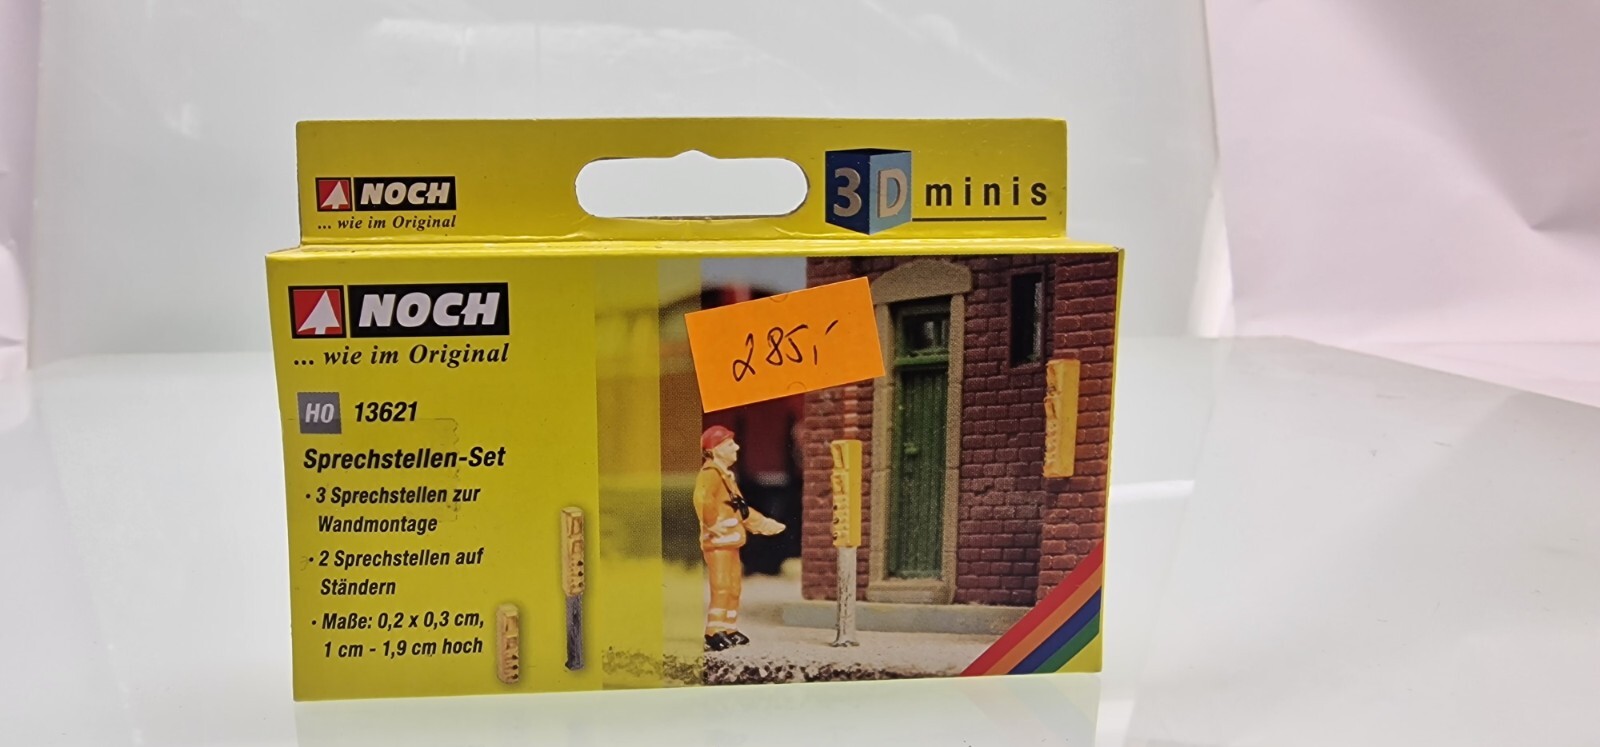 NOCH
... wie im Original
3D minis
NOCH
... wie im Original
H0 13621
Sprechstellen-Set
· 3 Sprechstellen zur
Wandmontage
· 2 Sprechstellen auf
Ständern
· Maße: 0,2 x 0,3 cm,
1 cm - 1,9 cm hoch
285,-